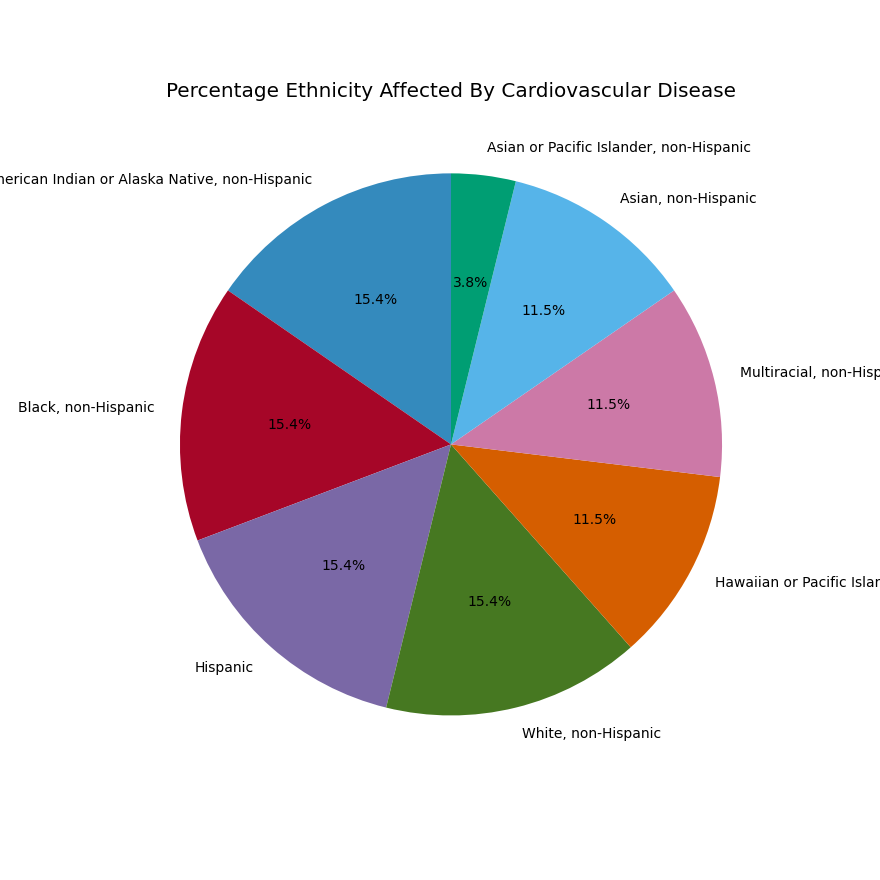 Percentage Ethnicity Affected By Cardiovascular Disease
Asian or Pacific Islander, non-Hispanic
American Indian or Alaska Native, non-Hispanic
Asian, non-Hispanic
3.8%
15.4%
11.5%
Multiracial, non-Hisp
11.5%
Black, non-Hispanic
15.4%
11.5%
15.4%
Hawaiian or Pacific Islan
15.4%
Hispanic
White, non-Hispanic